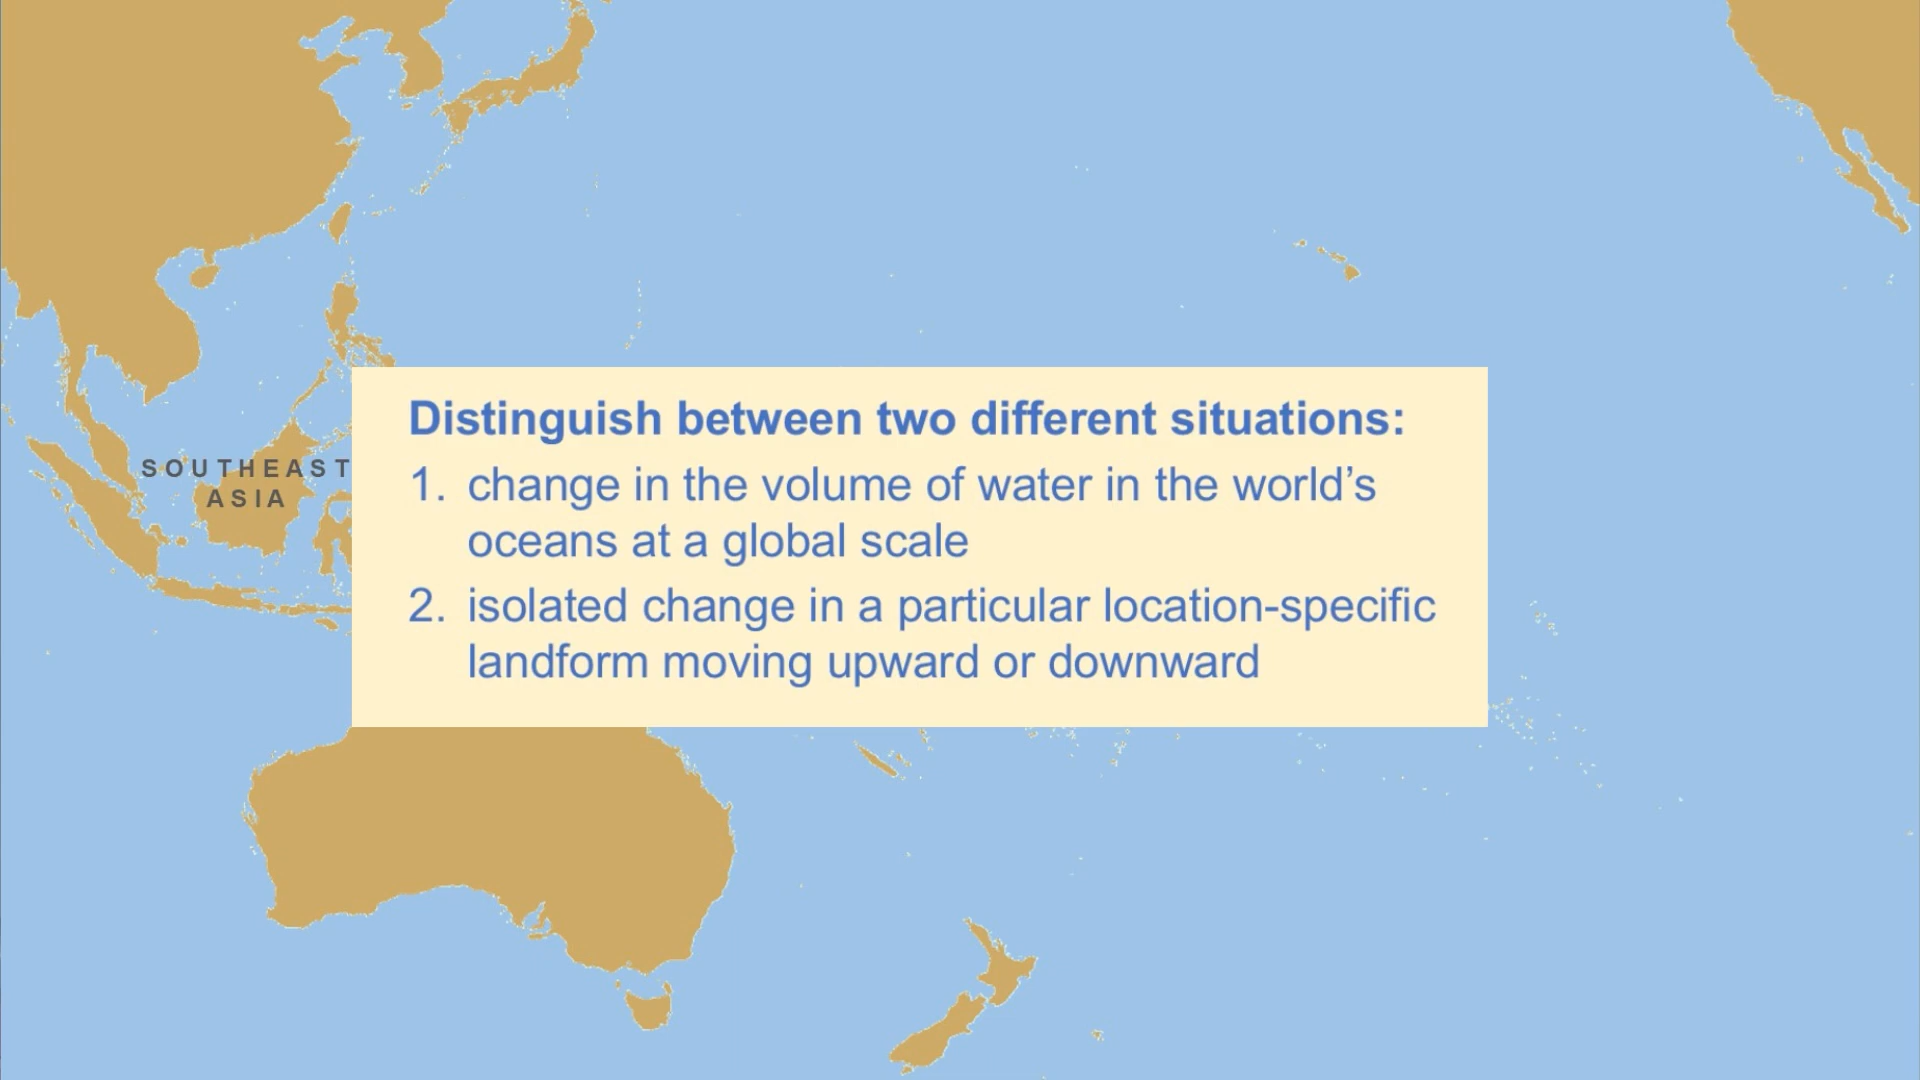 Distinguish between two different situations:
1. change in the volume of water in the world’s
oceans at a global scale
2. isolated change in a particular location-specific
landform moving upward or downward
SOUTHEAST
ASIA